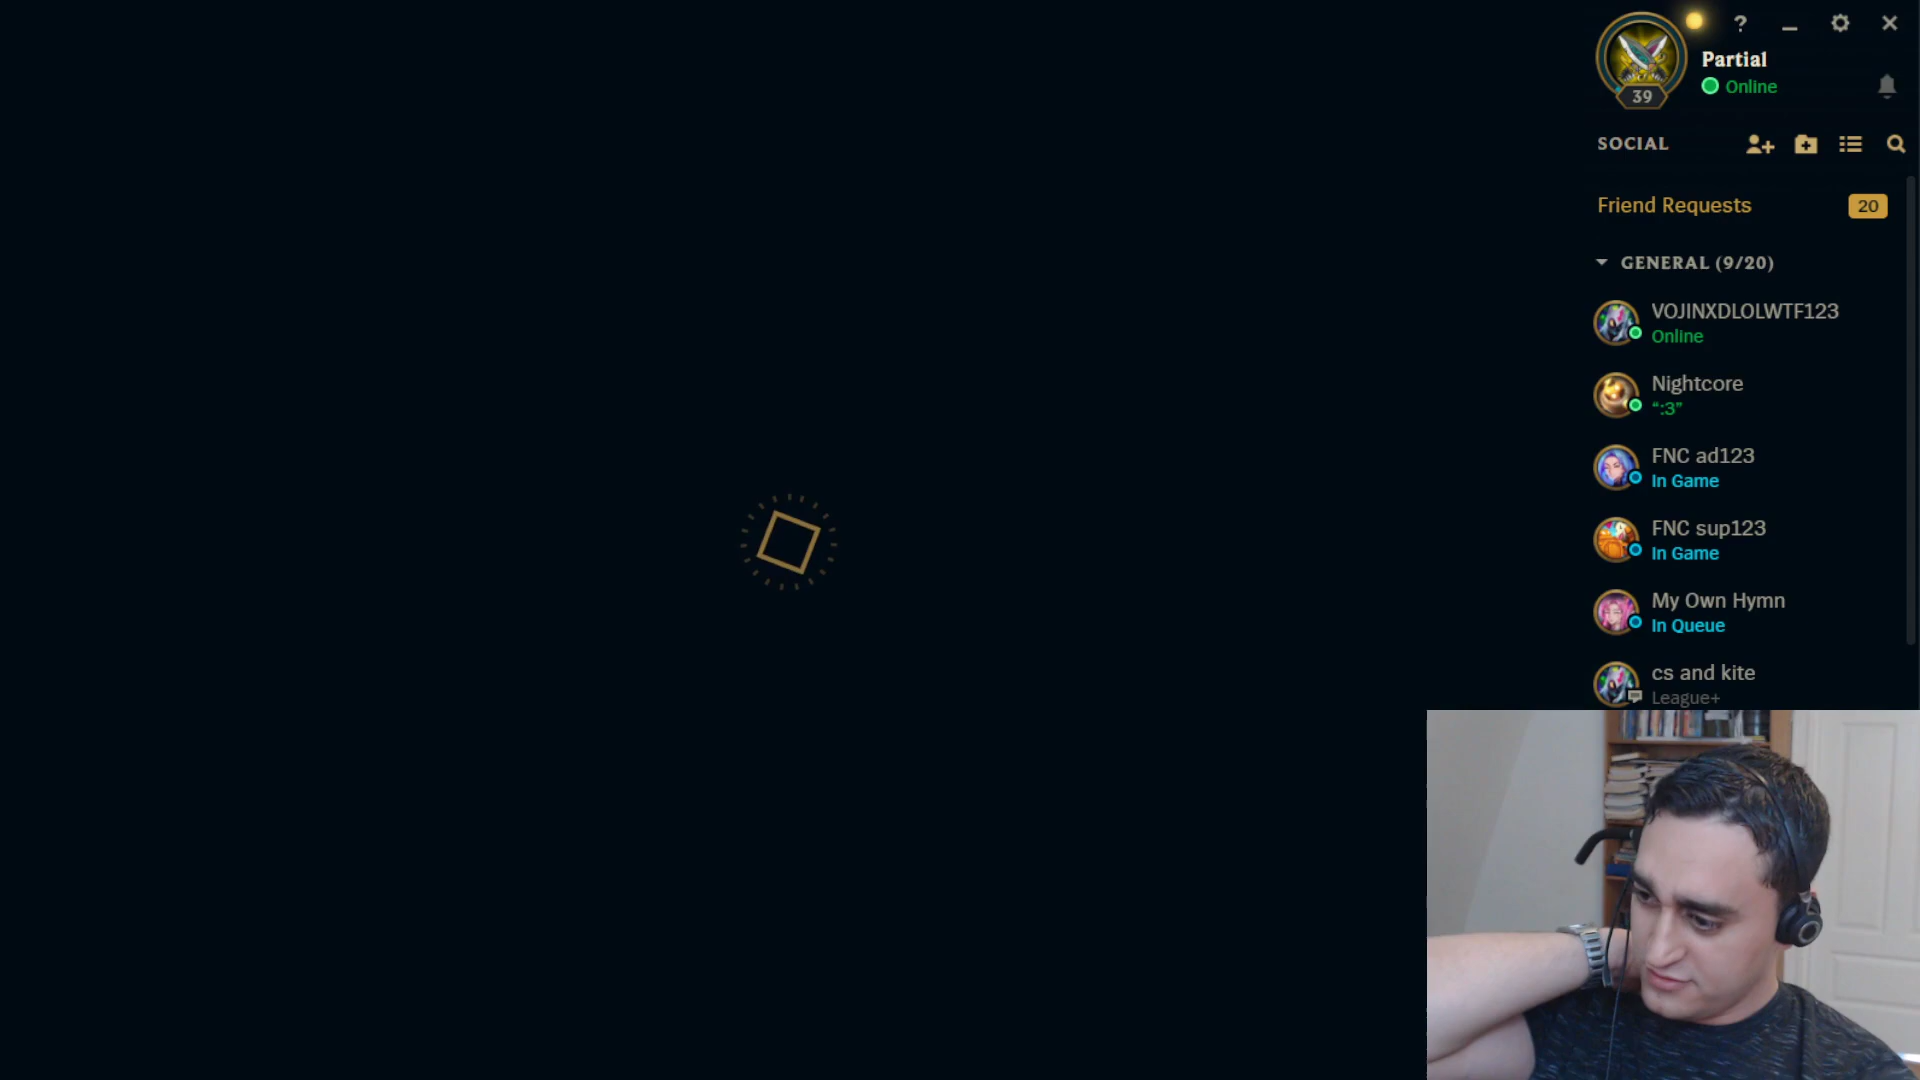 Partial
Online
39
SOCIAL
Friend Requests
20
GENERAL (9/20)
VOJINXDLOLWTF123
Online
Nightcore
“:3”
FNC ad123
In Game
FNC sup123
In Game
My Own Hymn
In Queue
cs and kite
League+